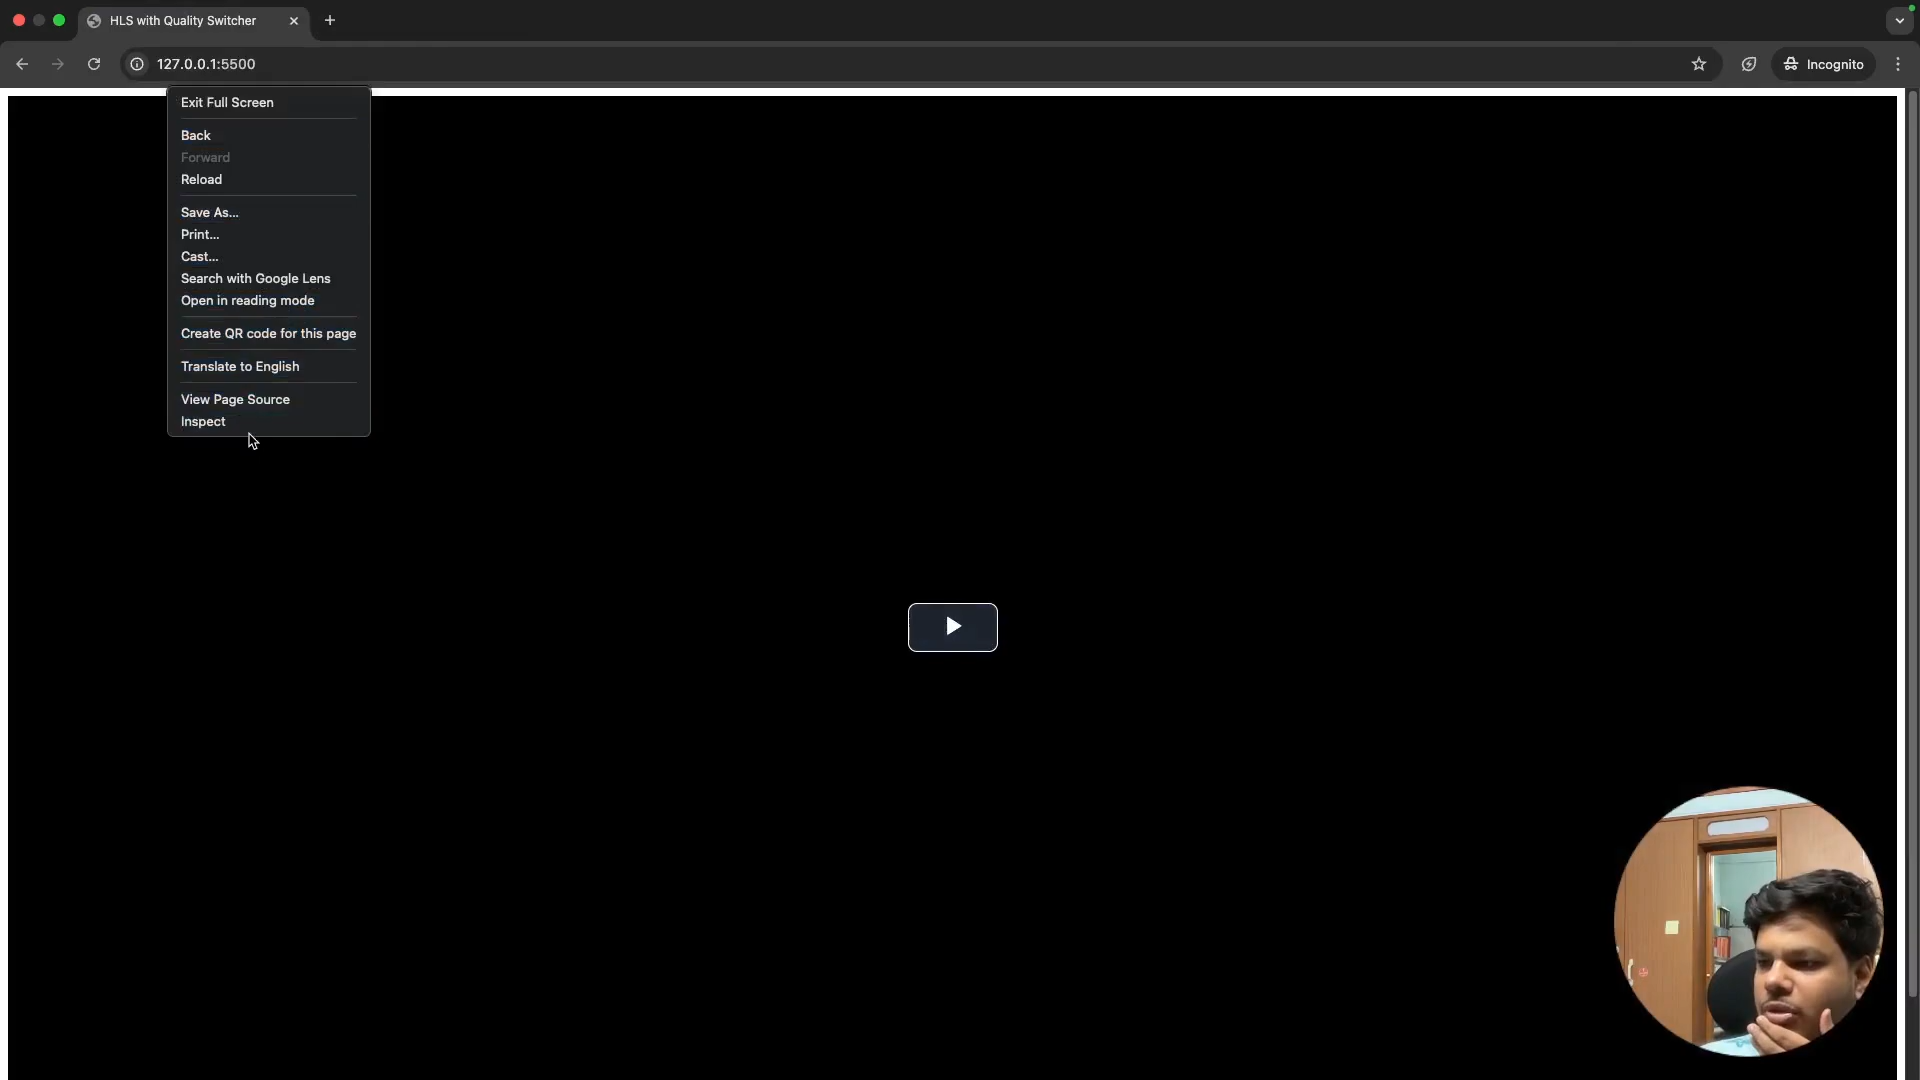 HLS with Quality Switcher
127.0.0.1:5500
Incognito
Exit Full Screen
Back
Forward
Reload
Save As...
Print...
Cast...
Search with Google Lens
Open in reading mode
Create QR code for this page
Translate to English
View Page Source
Inspect